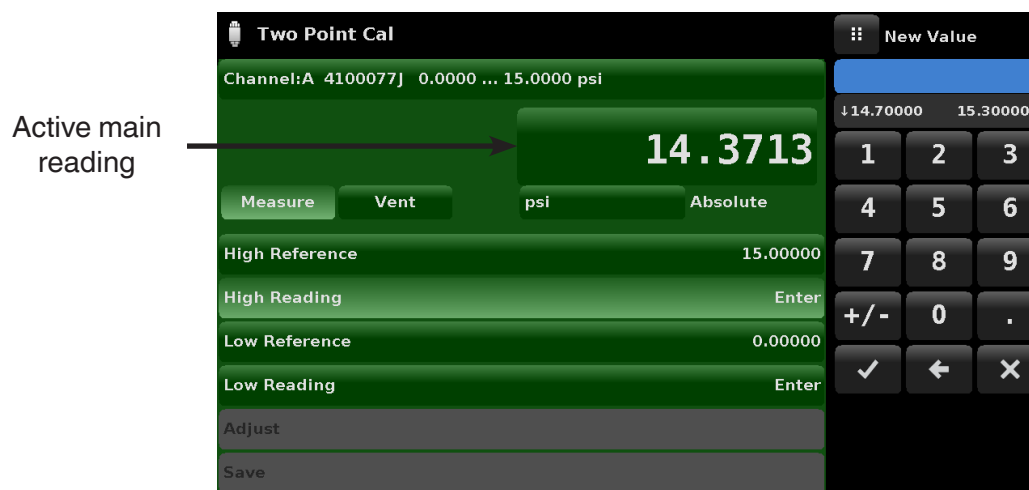 Two Point Cal
New Value
Channel:A 4100077J 0.0000 ... 15.0000 psi
↓14.70000 15.30000
Active main
reading
14.3713
1 2 3
Measure Vent psi Absolute
4 5 6
High Reference 15.00000
7 8 9
High Reading Enter
+/- 0 .
Low Reference 0.00000
Low Reading Enter
Adjust
Save